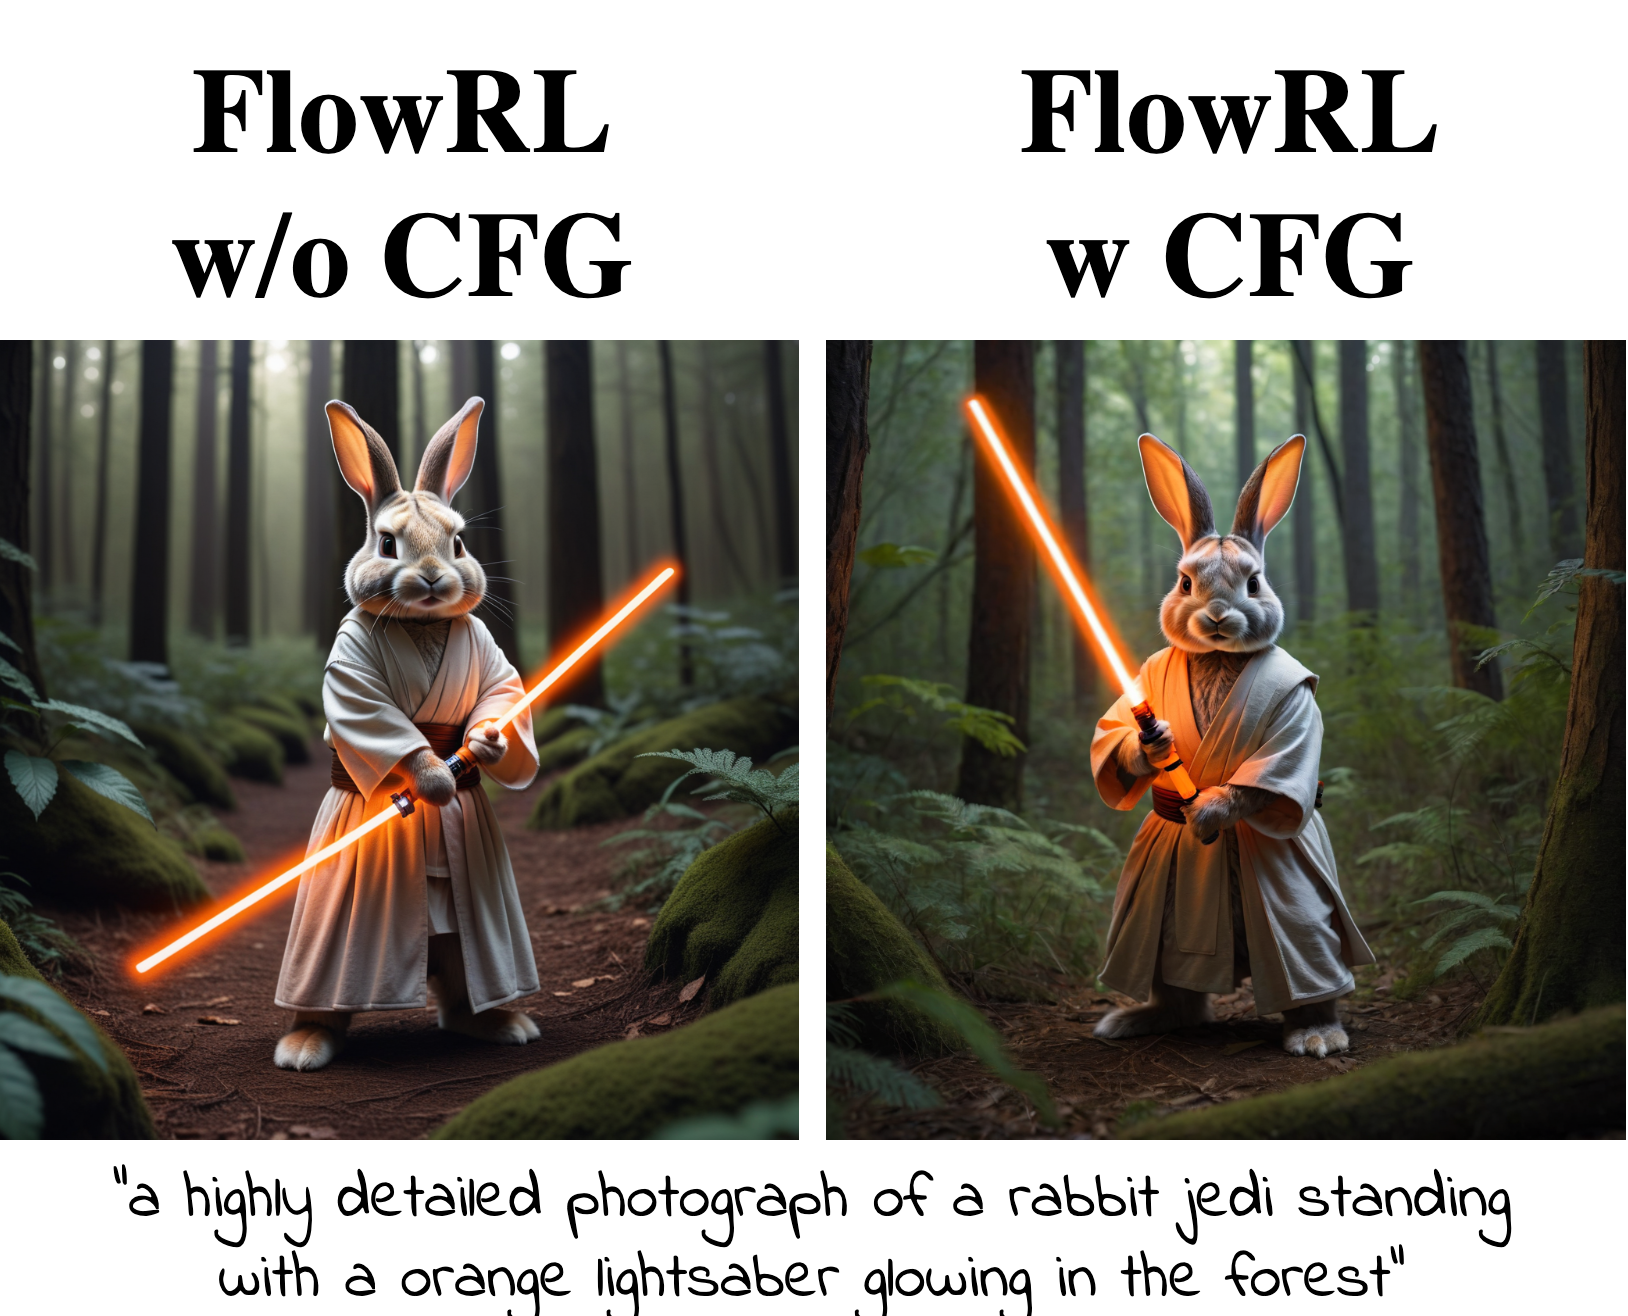 FlowRL
w/o CFG
FlowRL
w CFG
"a highly detailed photograph of a rabbit jedi standing
with a orange lightsaber glowing in the forest"